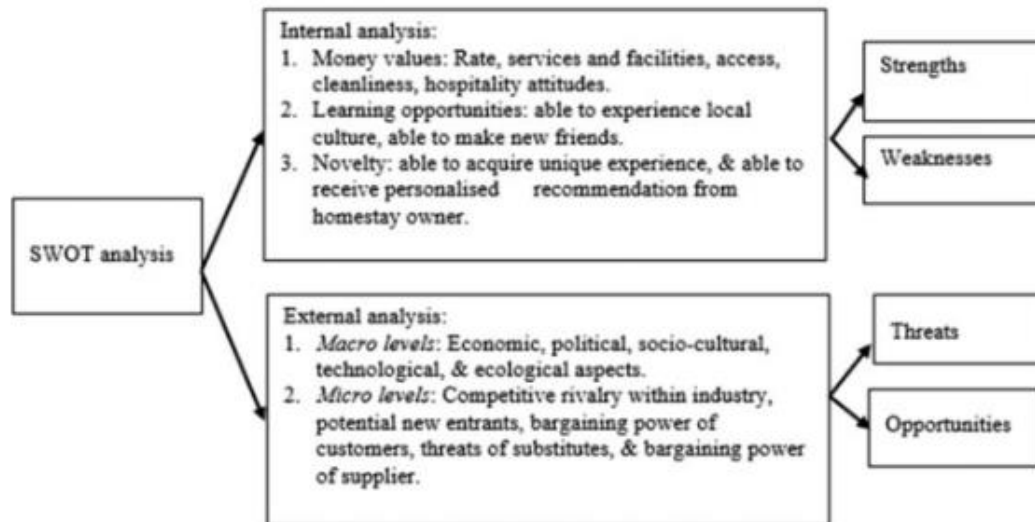 SWOT analysis
Internal analysis:
1. Money values: Rate, services and facilities, access,
cleanliness, hospitality attitudes.
2. Learning opportunities: able to experience local
culture, able to make new friends.
3. Novelty: able to acquire unique experience, & able to
receive personalised recommendation from
homestay owner.
Strengths
Weaknesses
External analysis:
1. Macro levels: Economic, political, socio-cultural,
technological, & ecological aspects.
2. Micro levels: Competitive rivalry within industry,
potential new entrants, bargaining power of
customers, threats of substitutes, & bargaining power
of supplier.
Threats
Opportunities